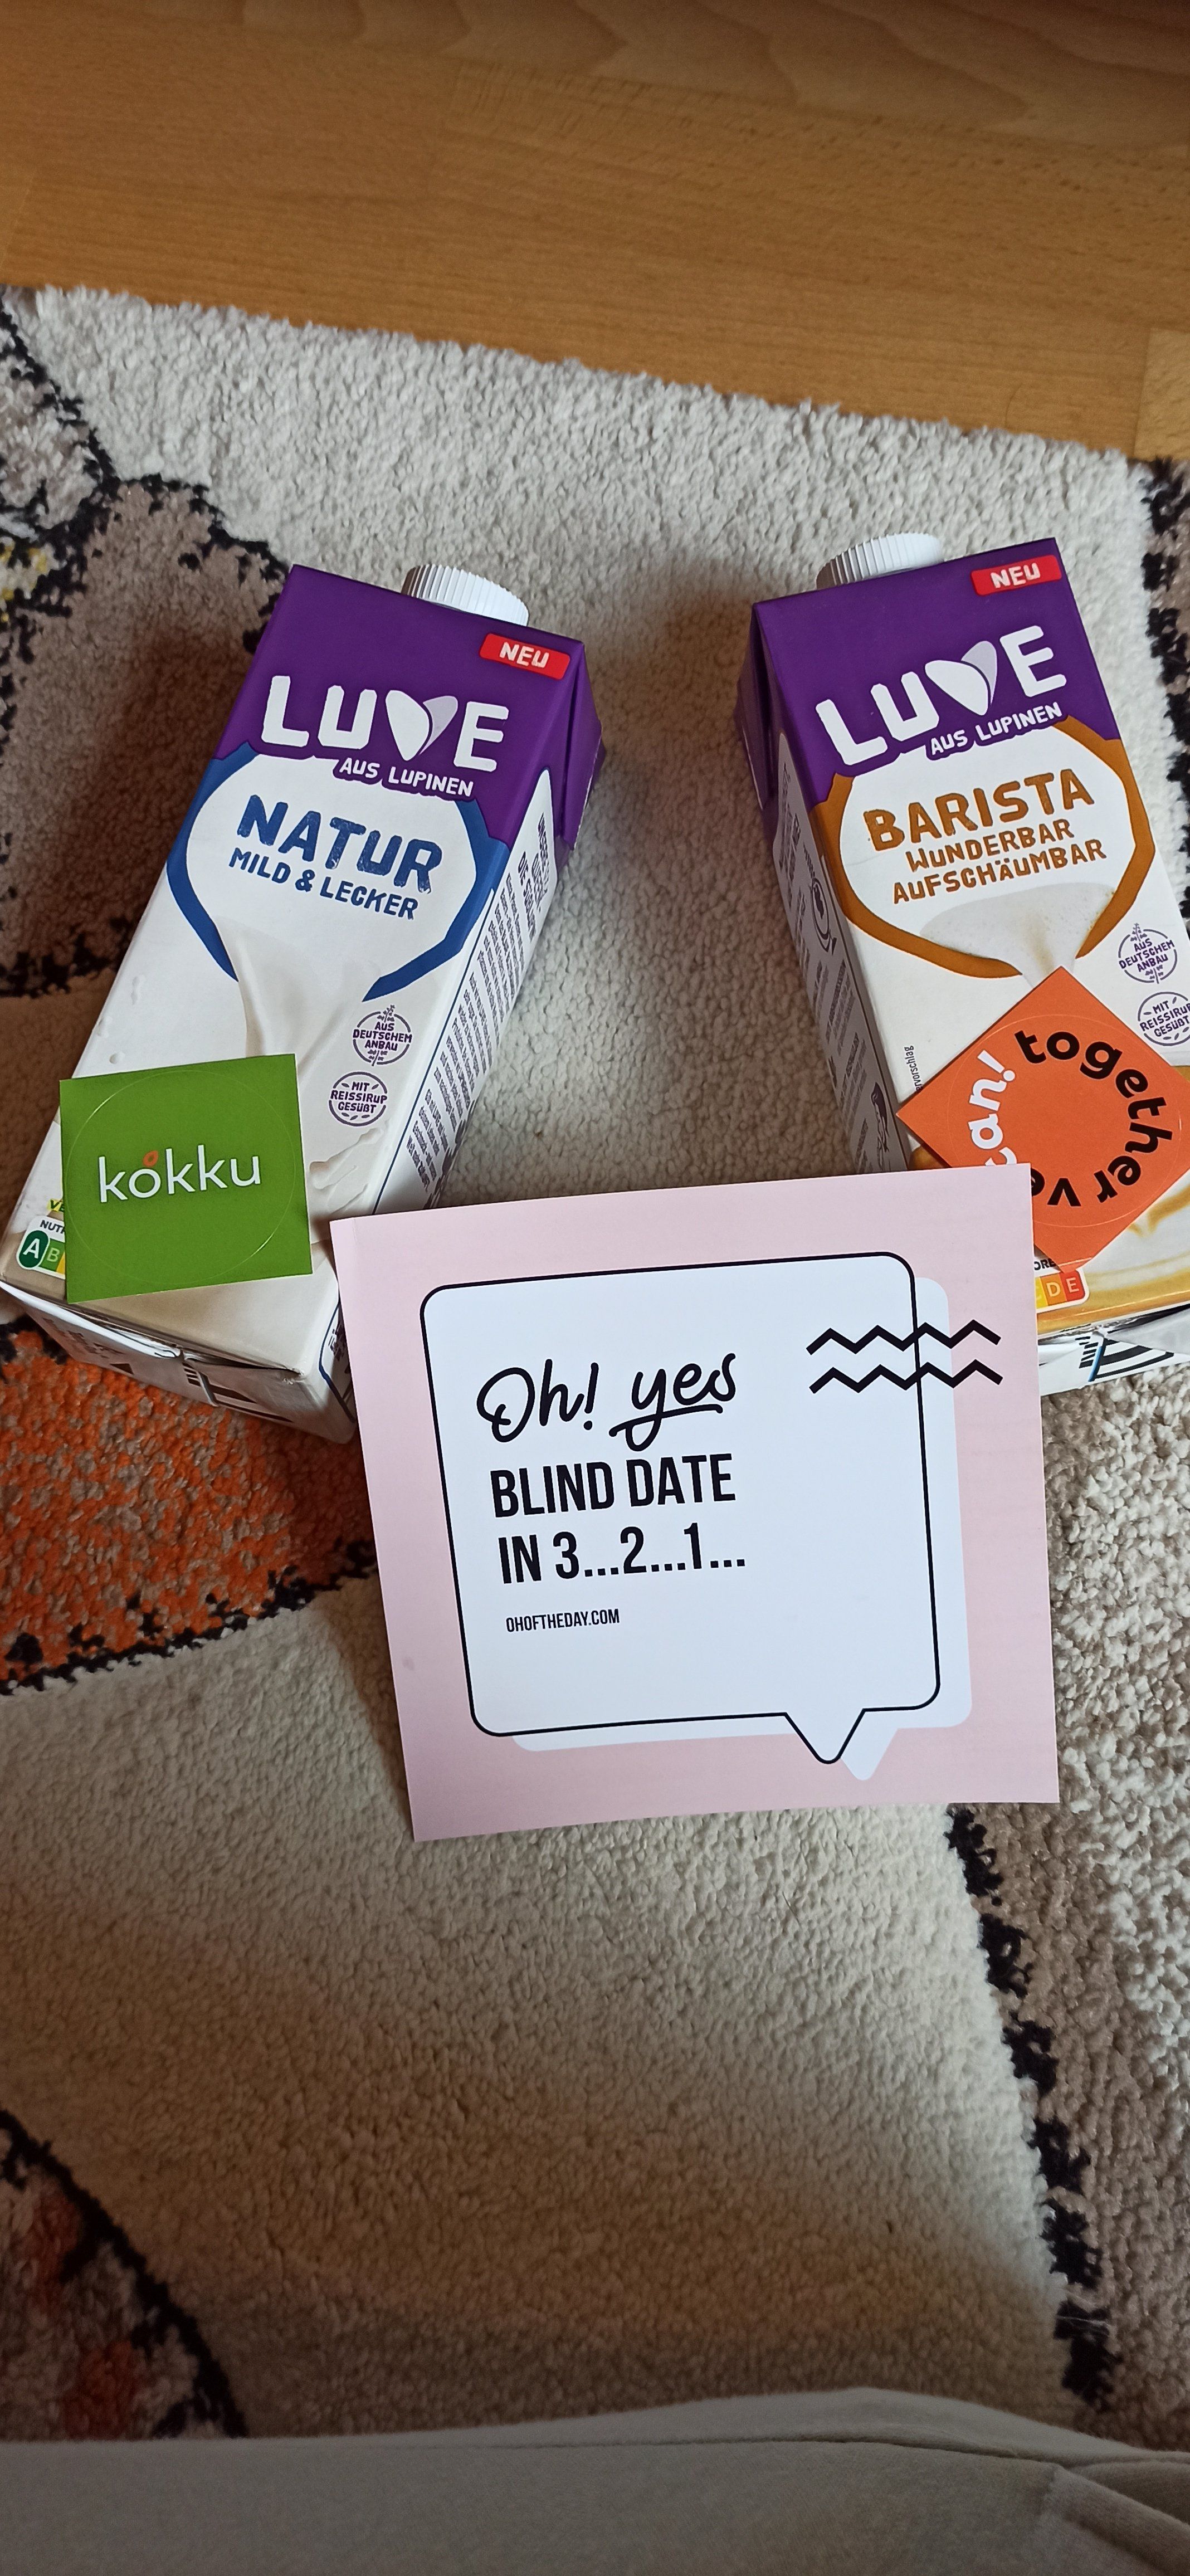 NEU
LUVE
AUS LUPINEN
NATUR
MILD & LECKER
AUS
DEUTSCHEM
ANBAU
MIT
REISSIRUP
GESÜẞT
kokku
A B
NEU
LUVE
AUS LUPINEN
BARISTA
WUNDERBAR
AUFSCHÄUMBAR
AUS
DEUTSCHEM
ANBAU
MIT
REISSIRUP
together
can!
D E
Oh! yes
BLIND DATE
IN 3...2...1...
OHOFTHEDAY.COM